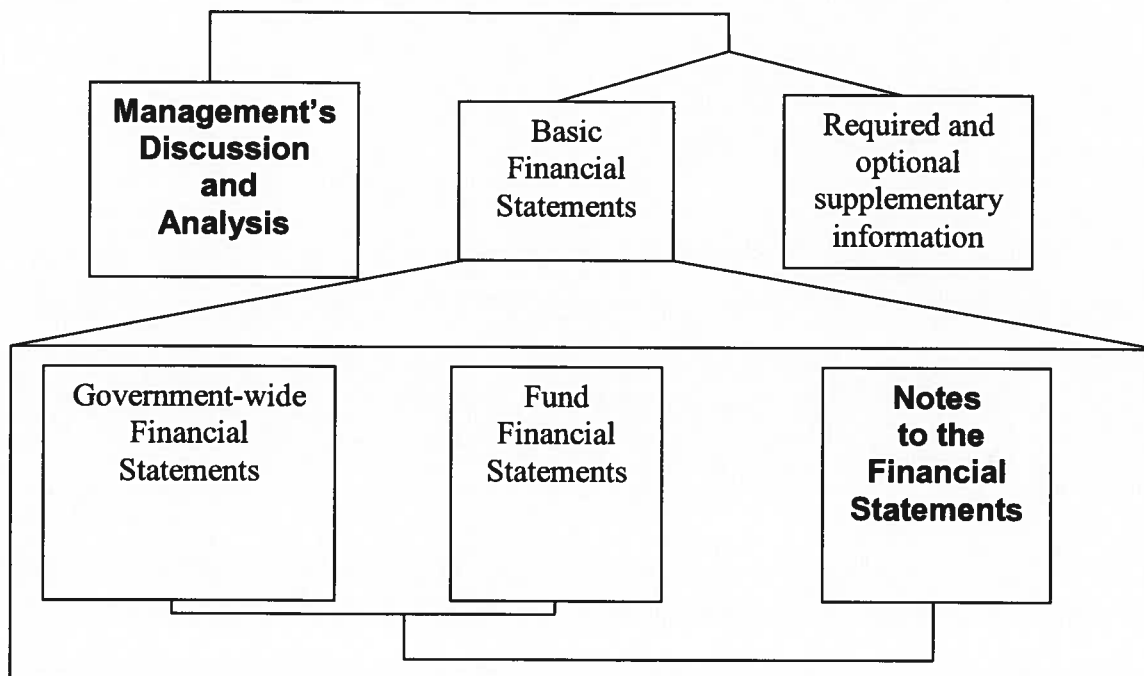 Management's
Discussion
and
Analysis
Basic
Financial
Statements
Required and
optional
supplementary
information
Government-wide
Financial
Statements
Fund
Financial
Statements
Notes
to the
Financial
Statements